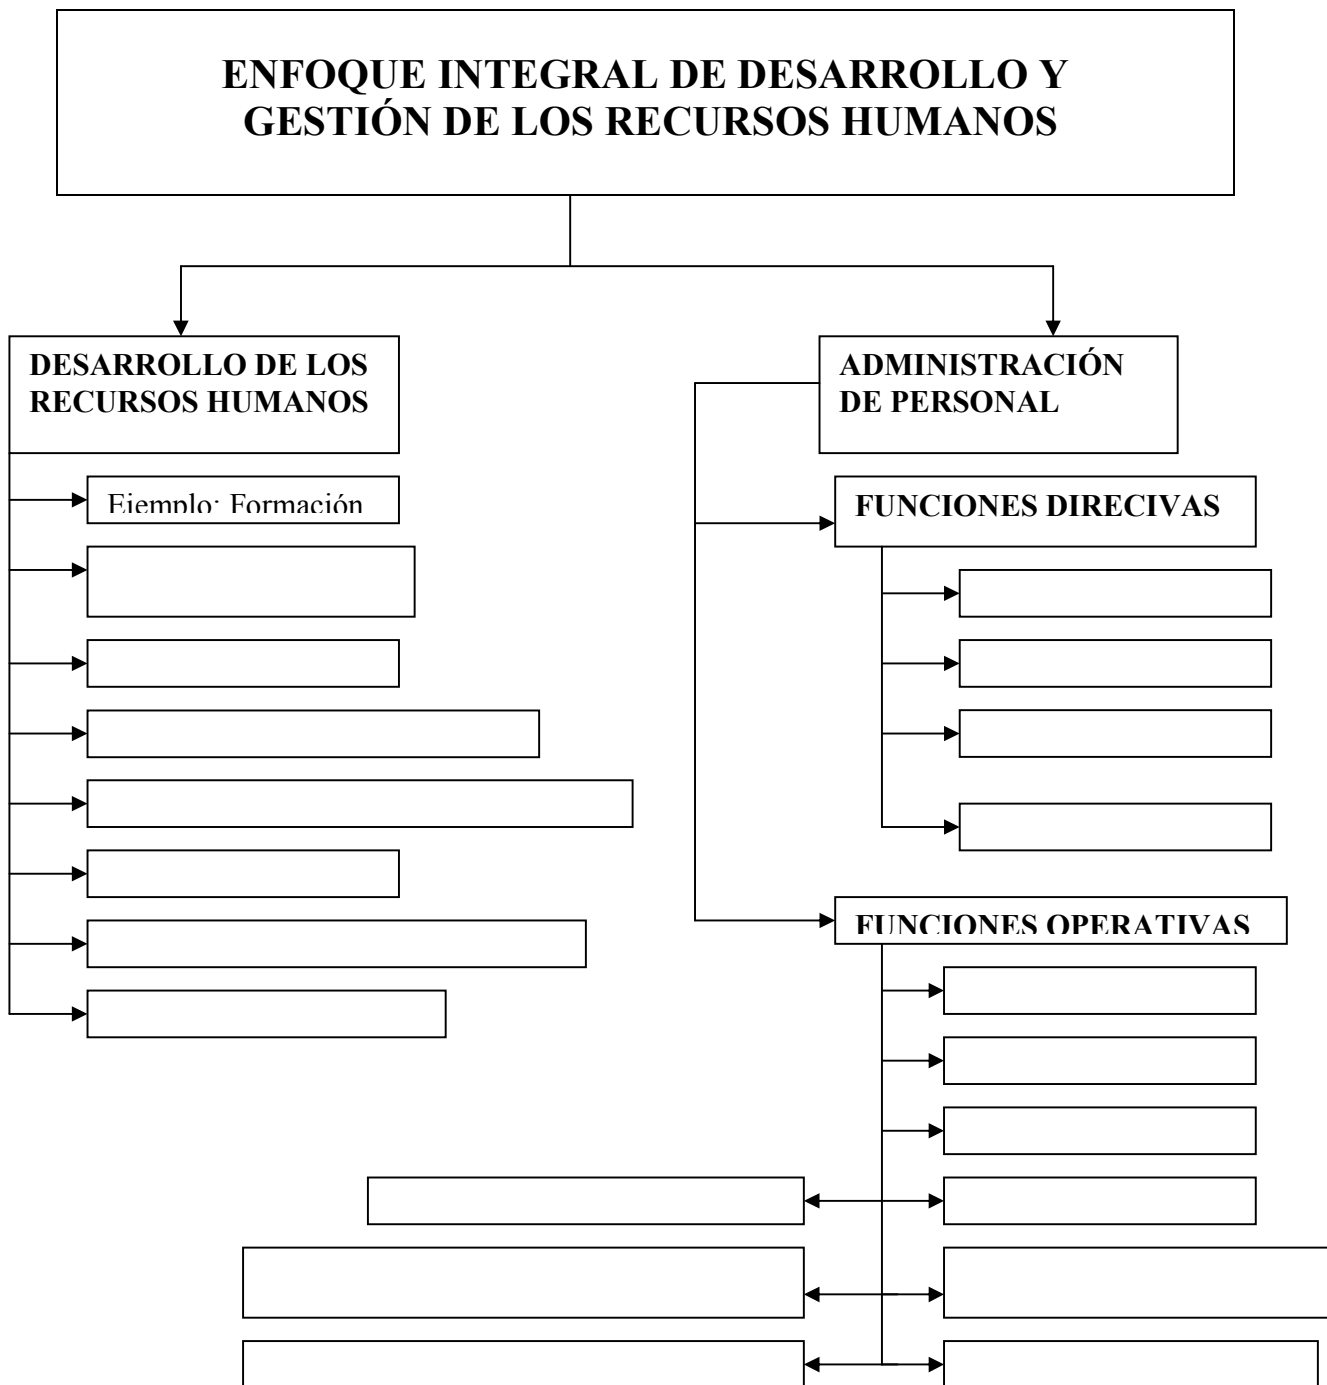 ENFOQUE INTEGRAL DE DESARROLLO Y
GESTIÓN DE LOS RECURSOS HUMANOS
DESARROLLO DE LOS
RECURSOS HUMANOS
Ejemplo: Formación
ADMINISTRACIÓN
DE PERSONAL
FUNCIONES DIRECIVAS
FUNCIONES OPERATIVAS